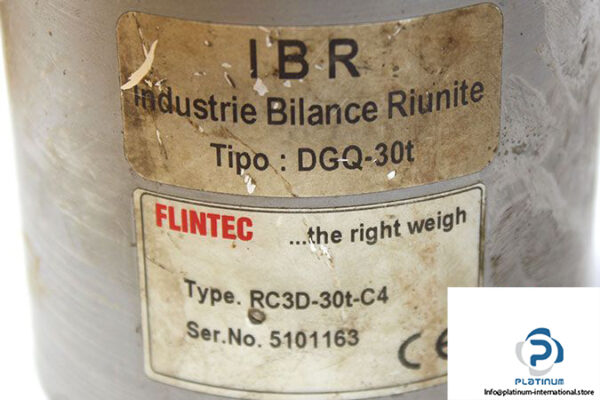 IBR
Industrie Bilance Riunite
Tipo : DGQ-30t
FLINTEC ...the right weigh
Type. RC3D-30t-C4
Ser.No. 5101163
CE
PLATINUM
Info@platinum-international.store